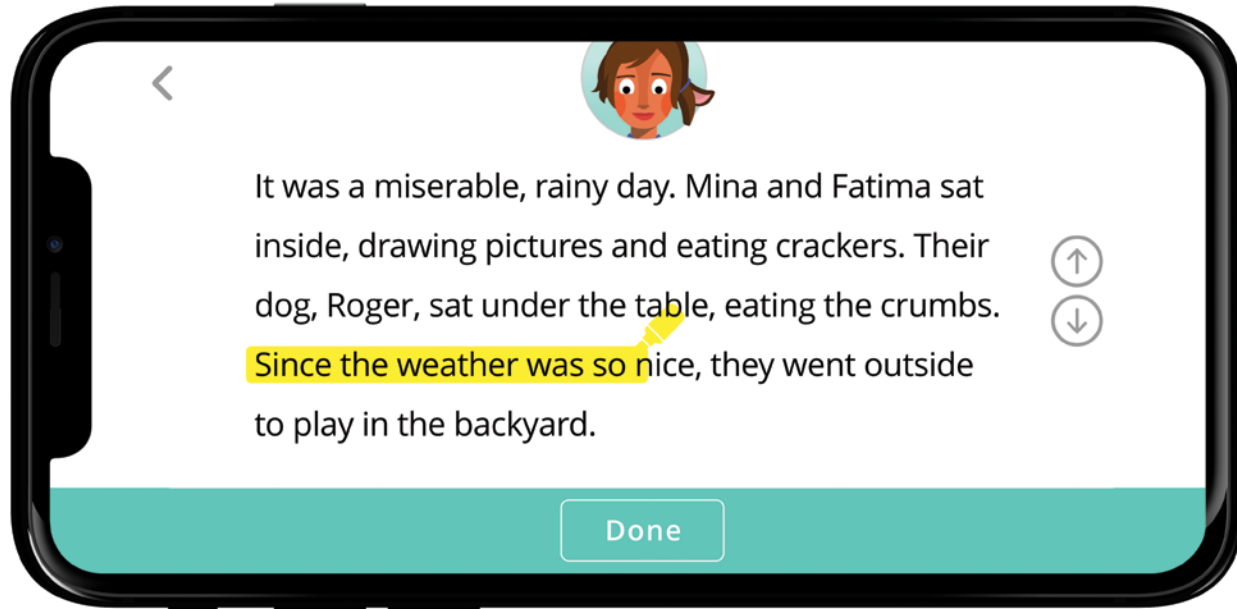 It was a miserable, rainy day. Mina and Fatima sat
inside, drawing pictures and eating crackers. Their
dog, Roger, sat under the table, eating the crumbs.
Since the weather was so nice, they went outside
to play in the backyard.
Done